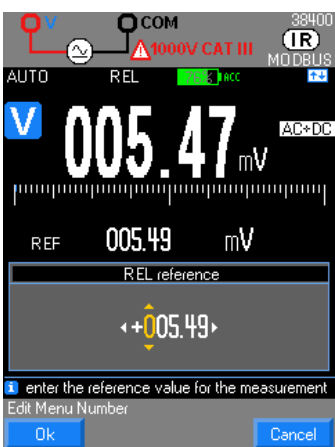 V COM 38400
1000V CAT III IR
MODBUS
AUTO REL ACC
V 005.47 mV AC+DC
REF 005.49 mV
REL reference
+005.49
i enter the reference value for the measurement
Edit Menu Number
Ok Cancel